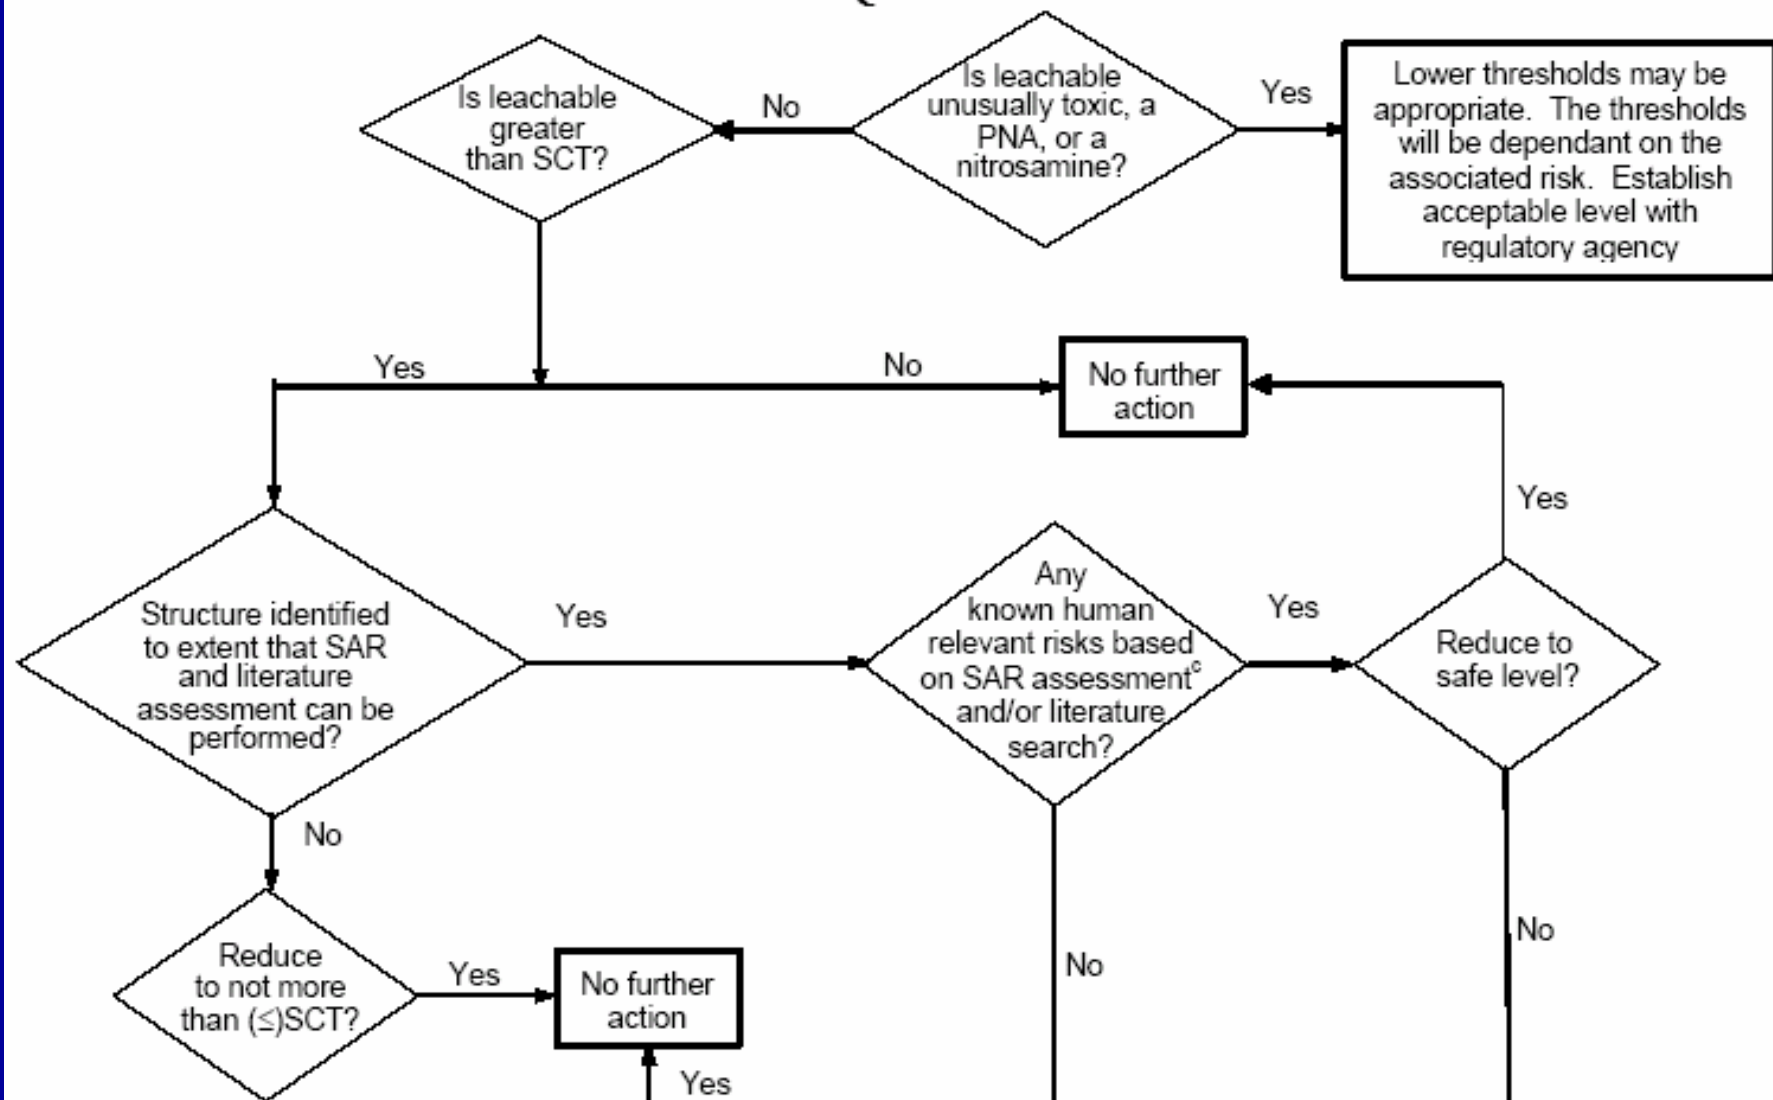 Is leachable
greater
than SCT?
No
Is leachable
unusually toxic, a
PNA, or a
nitrosamine?
Yes
Lower thresholds may be
appropriate. The thresholds
will be dependant on the
associated risk. Establish
acceptable level with
regulatory agency
Yes
No
No further
action
Yes
Structure identified
to extent that SAR
and literature
assessment can be
performed?
Yes
Any
known human
relevant risks based
on SAR assessmentᶜ
and/or literature
search?
Yes
Reduce to
safe level?
No
Reduce
to not more
than (≤)SCT?
Yes
No further
action
Yes
No
No